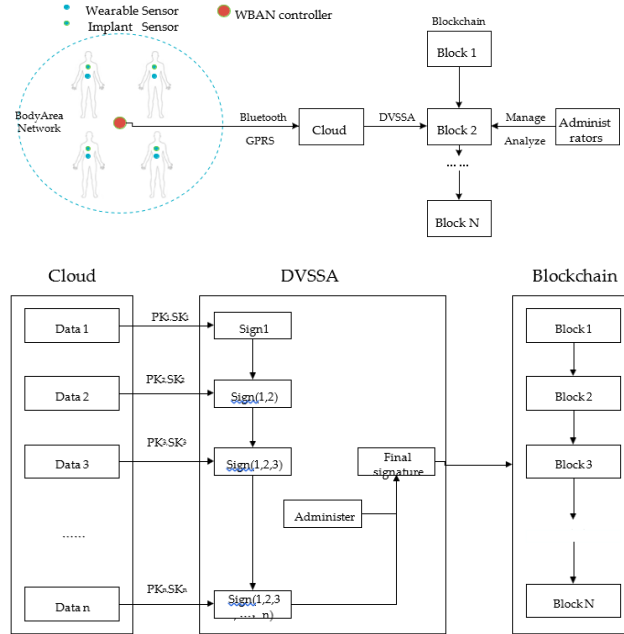 Wearable Sensor
Implant Sensor
WBAN controller
BodyArea
Network
Bluetooth
GPRS
Cloud
DVSSA
Blockchain
Block 1
Block 2
... ...
Block N
Manage
Analyze
Administ
rators
Cloud
DVSSA
Blockchain
Data 1
PK1,SK1
Sign1
Block 1
Data 2
PK2,SK2
Sign(1,2)
Block 2
Data 3
PK3,SK3
Sign(1,2,3)
Final
signature
Block 3
Administer
......
Data n
PKn,SKn
Sign(1,2,3
, ..., n)
Block N